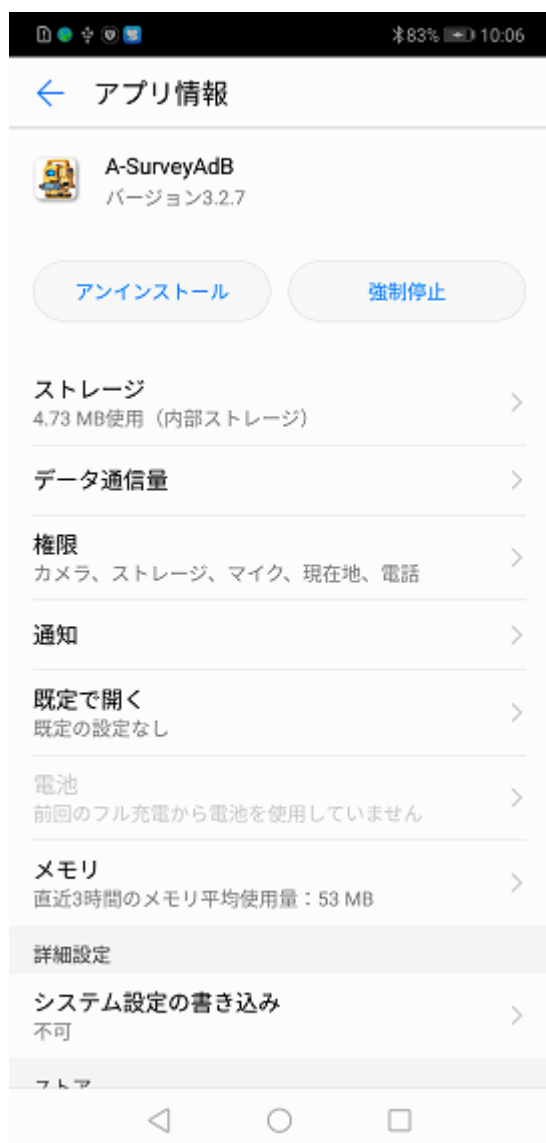 83% 10:06
アプリ情報
A-SurveyAdB
バージョン3.2.7
アンインストール
強制停止
ストレージ
4.73 MB使用（内部ストレージ）
データ通信量
権限
カメラ、ストレージ、マイク、現在地、電話
通知
既定で開く
既定の設定なし
電池
前回のフル充電から電池を使用していません
メモリ
直近3時間のメモリ平均使用量：53 MB
詳細設定
システム設定の書き込み
不可
ストア